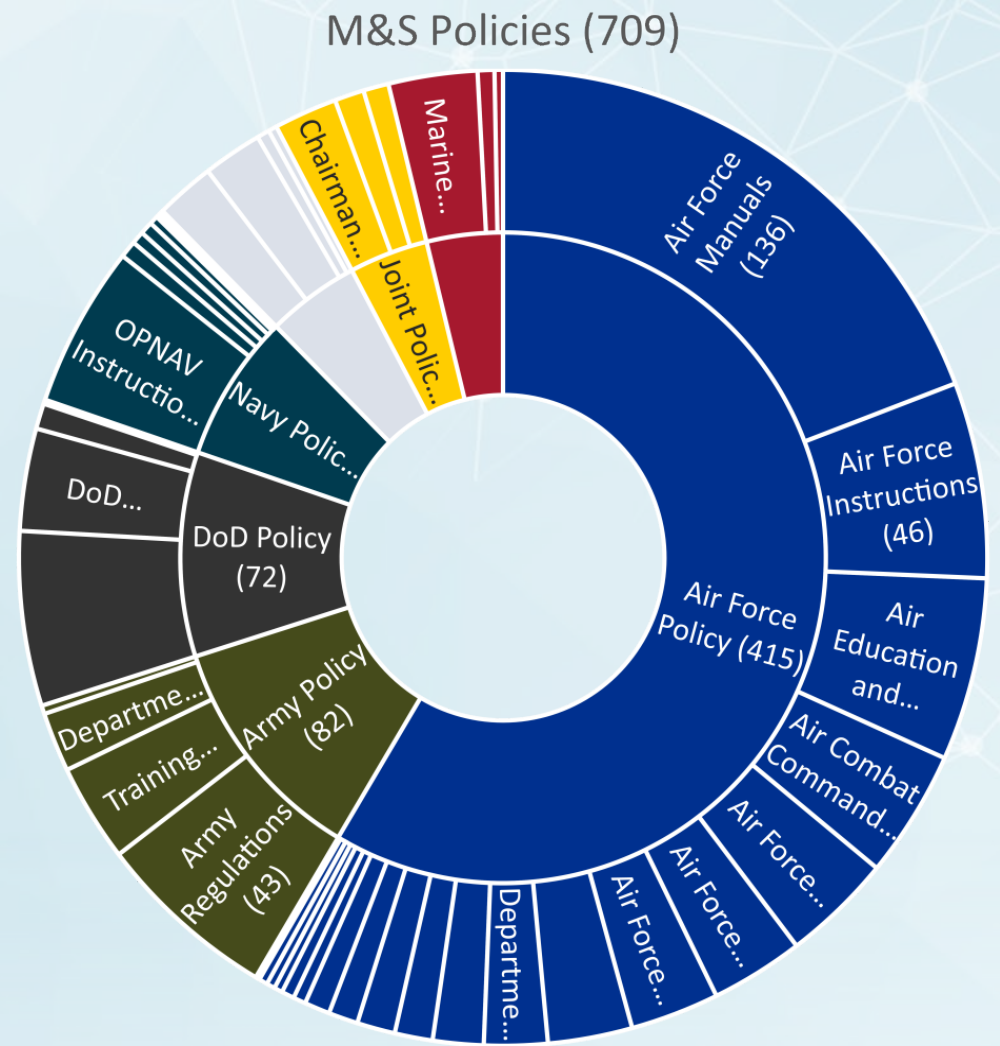 M&S Policies (709)
Air Force
Manuals
(136)
Air Force
Instructions
(46)
Air
Education
and...
Air Combat
Command...
Air Force...
Air Force...
Air Force...
Departme...
Army
Regulations
(43)
Training...
Departme...
DoD...
OPNAV
Instructio...
Chairman...
Marine...
Air Force
Policy (415)
Army Policy
(82)
DoD Policy
(72)
Navy Polic...
Joint Polic...